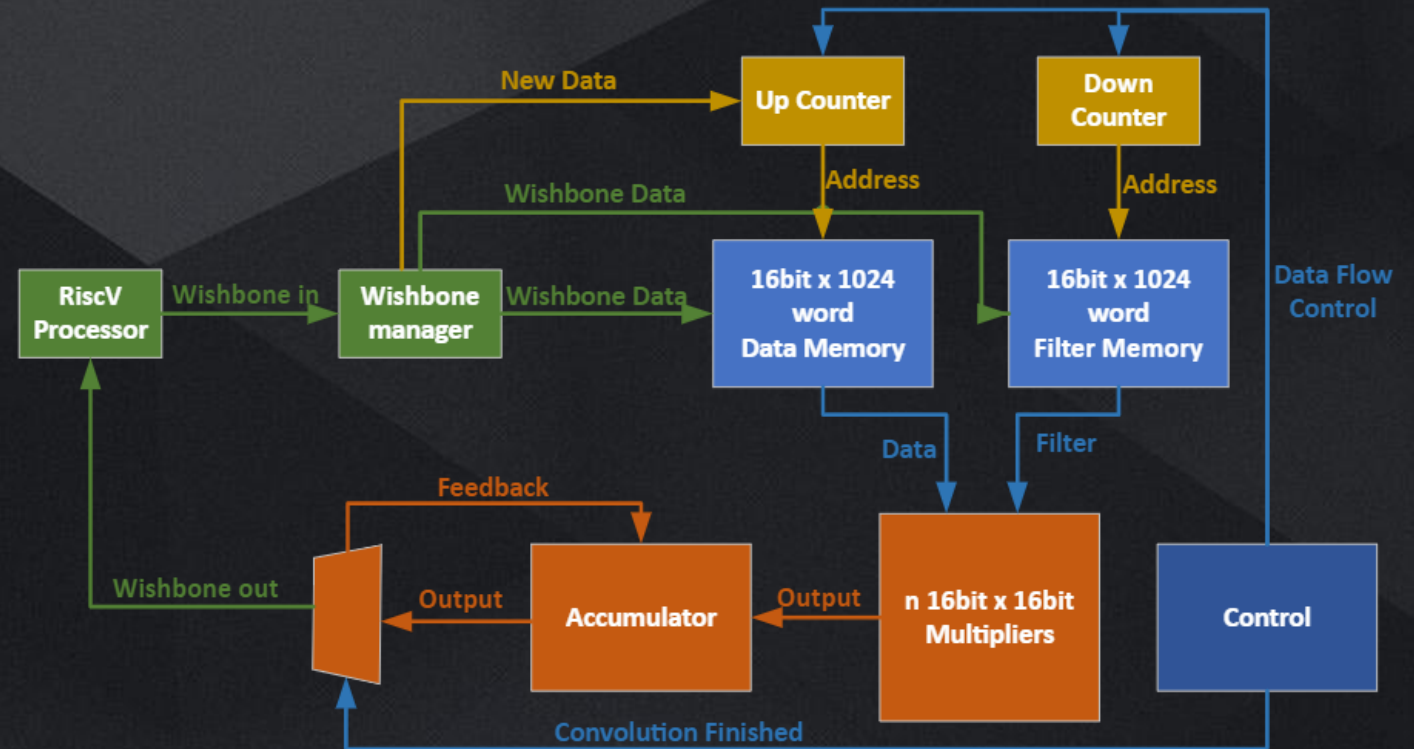 New Data
Up Counter
Down
Counter
Address
Address
Wishbone Data
RiscV
Processor
Wishbone in
Wishbone
manager
Wishbone Data
16bit x 1024
word
Data Memory
16bit x 1024
word
Filter Memory
Data Flow
Control
Data
Filter
Feedback
Wishbone out
Output
Accumulator
Output
n 16bit x 16bit
Multipliers
Control
Convolution Finished